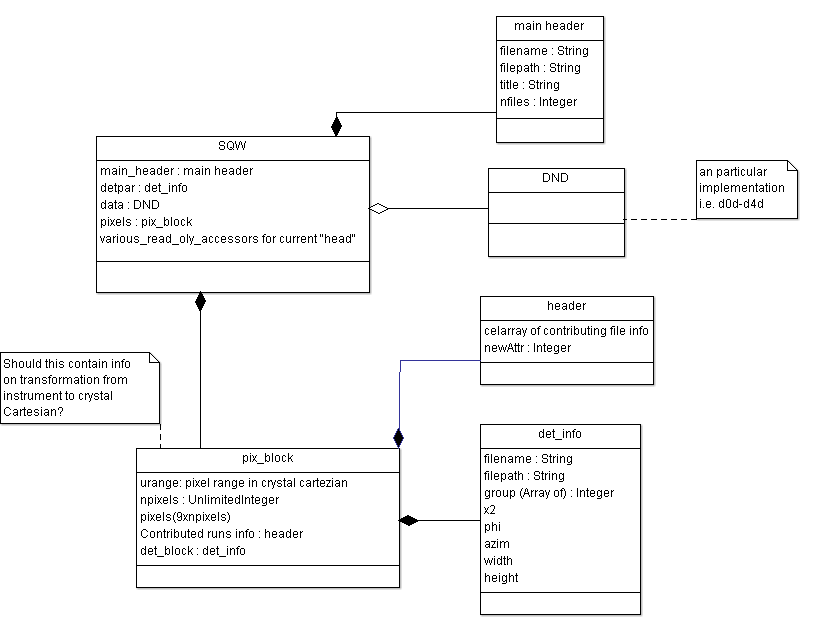 main header
filename : String
filepath : String
title : String
nfiles : Integer
SQW
main_header : main header
detpar : det_info
data : DND
pixels : pix_block
various_read_oly_accessors for current "head"
DND
an particular
implementation
i.e. d0d-d4d
header
celarray of contributing file info
newAttr : Integer
Should this contain info
on transformation from
instrument to crystal
Cartesian?
pix_block
urange: pixel range in crystal cartezian
npixels : UnlimitedInteger
pixels(9xnpixels)
Contributed runs info : header
det_block : det_info
det_info
filename : String
filepath : String
group (Array of) : Integer
x2
phi
azim
width
height